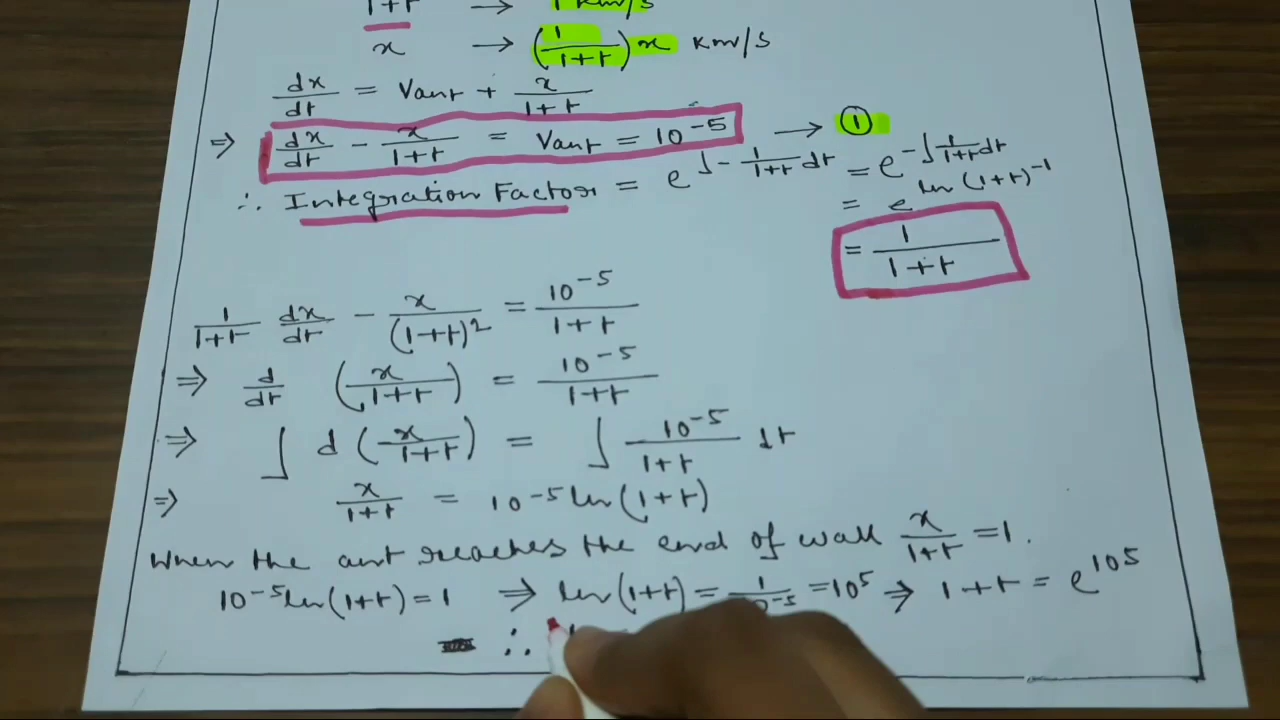 1+t → 1 km/s
x → (1/(1+t)) x km/s
dx/dt = Vant + x/(1+t)
⇒ dx/dt − x/(1+t) = Vant = 10^-5 → ①
∴ Integration Factor = e^∫−1/(1+t)dt = e^−∫1/(1+t)dt
= e^ln(1+t)^-1
= 1/(1+t)
1/(1+t) dx/dt − x/(1+t)^2 = 10^-5/(1+t)
⇒ d/dt (x/(1+t)) = 10^-5/(1+t)
⇒ ∫ d(x/(1+t)) = ∫ 10^-5/(1+t) dt
⇒ x/(1+t) = 10^-5 ln(1+t)
When the ant reaches the end of wall x/(1+t) = 1.
10^-5 ln(1+t) = 1 ⇒ ln(1+t) = 1/10^-5 = 10^5 ⇒ 1+t = e^10^5
∴